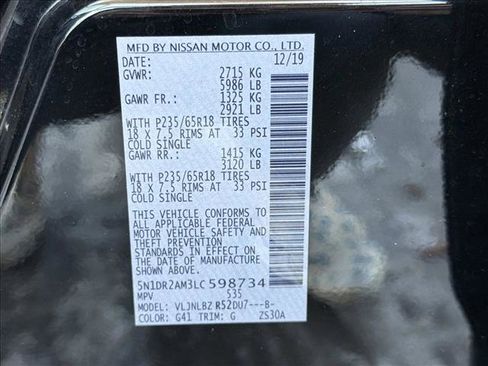 MFD BY NISSAN MOTOR CO., LTD.
DATE: 12/19
GVWR: 2715 KG
5986 LB
GAWR FR.: 1325 KG
2921 LB
WITH P235/65R18 TIRES
18 X 7.5 RIMS AT 33 PSI
COLD SINGLE
GAWR RR.: 1415 KG
3120 LB
WITH P235/65R18 TIRES
18 X 7.5 RIMS AT 33 PSI
COLD SINGLE
THIS VEHICLE CONFORMS TO
ALL APPLICABLE FEDERAL
MOTOR VEHICLE SAFETY AND
THEFT PREVENTION
STANDARDS IN EFFECT ON
THE DATE OF MANUFACTURE
SHOWN ABOVE.
5N1DR2AM3LC598734
MPV 535
MODEL: VLJNLBZ R52DU7---B-
COLOR: G41 TRIM: G ZS30A